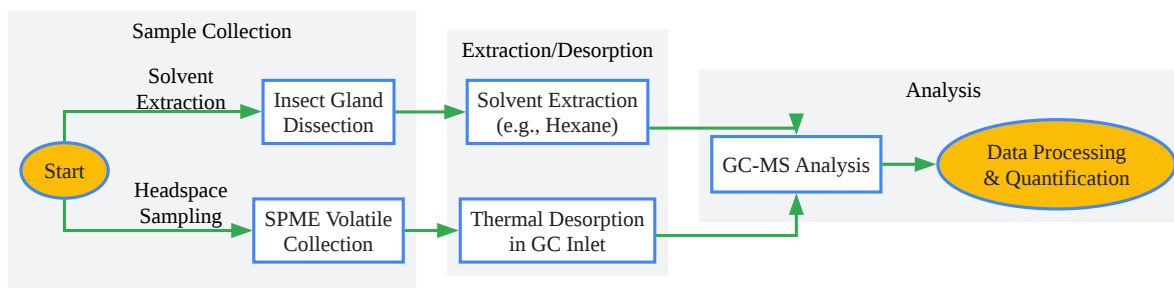 Sample Collection
Solvent
Extraction
Insect Gland
Dissection
Start
Headspace
Sampling
SPME Volatile
Collection
Extraction/Desorption
Solvent Extraction
(e.g., Hexane)
Thermal Desorption
in GC Inlet
Analysis
GC-MS Analysis
Data Processing
& Quantification